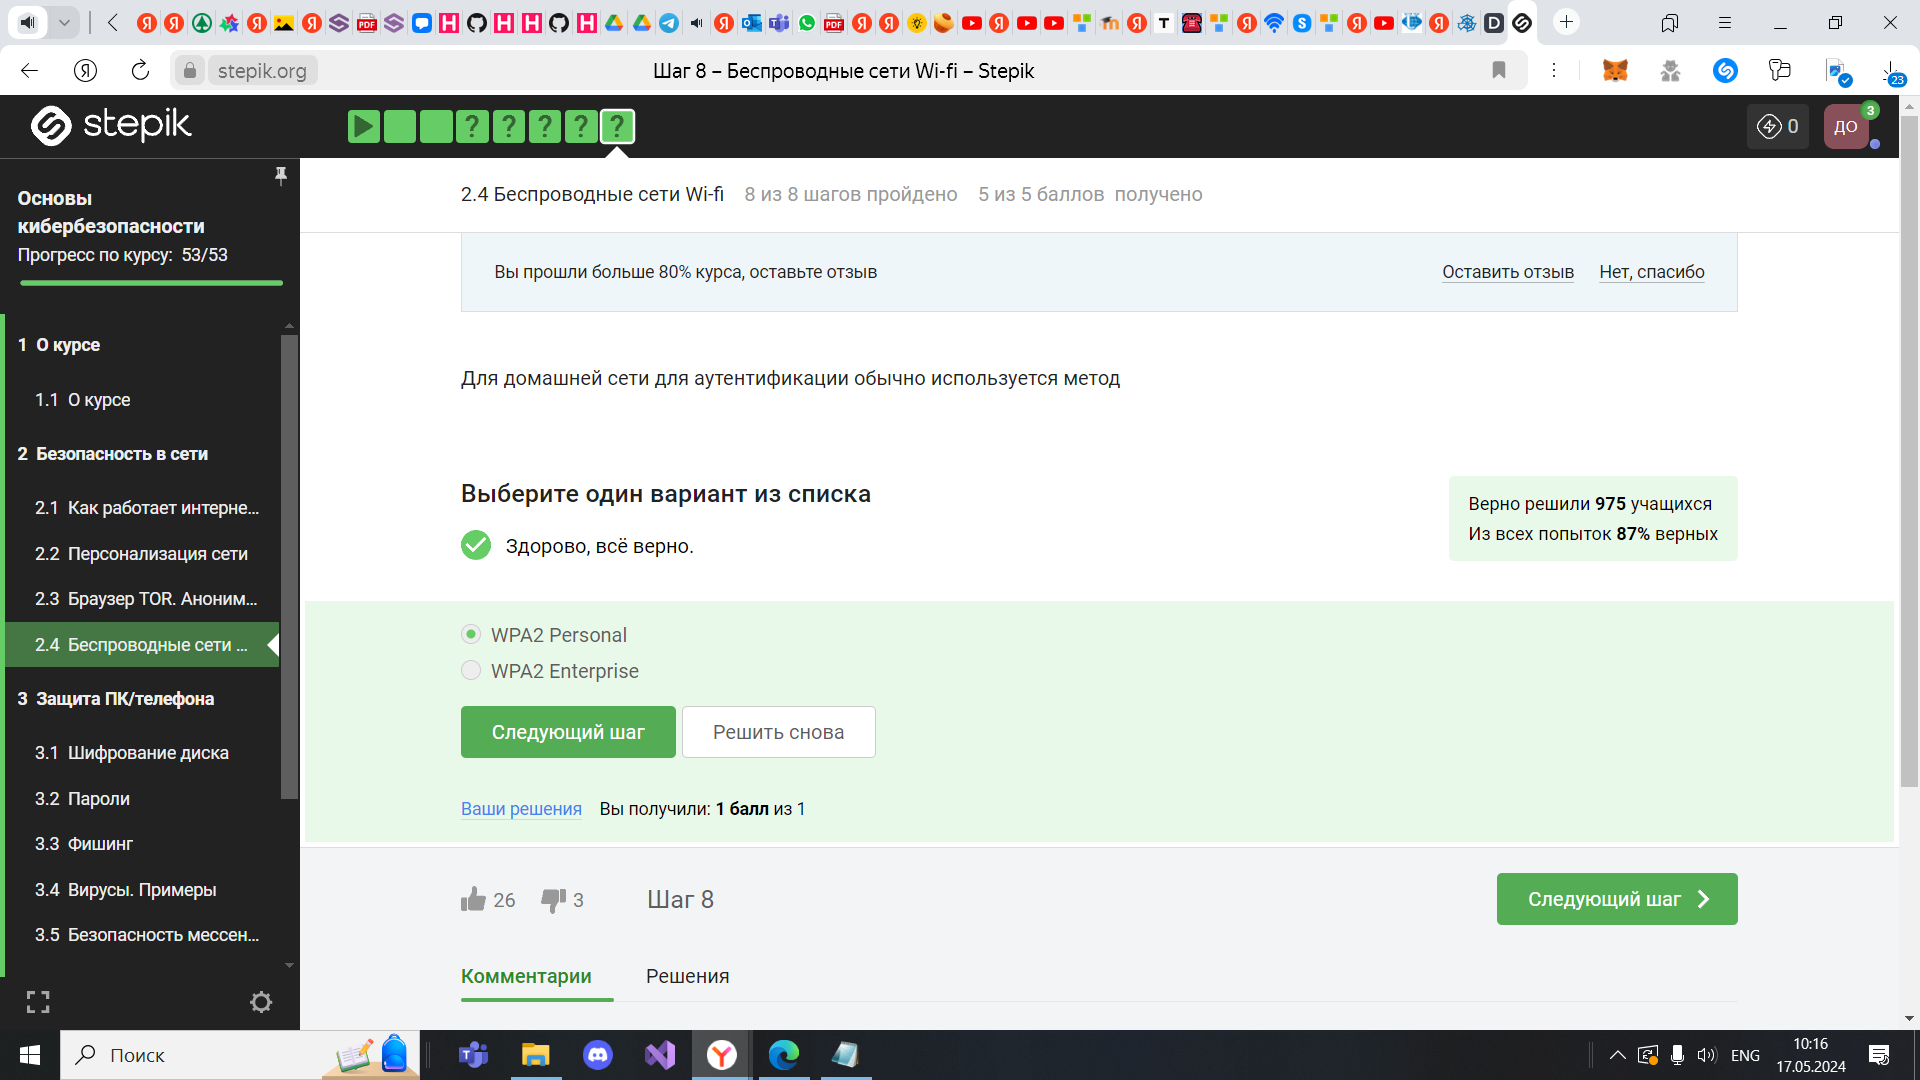 stepik.org
Шаг 8 – Беспроводные сети Wi-fi – Stepik
23
stepik
0
ДО
3
Основы
кибербезопасности
Прогресс по курсу: 53/53
1 О курсе
1.1 О курсе
2 Безопасность в сети
2.1 Как работает интерне...
2.2 Персонализация сети
2.3 Браузер TOR. Аноним...
2.4 Беспроводные сети ...
3 Защита ПК/телефона
3.1 Шифрование диска
3.2 Пароли
3.3 Фишинг
3.4 Вирусы. Примеры
3.5 Безопасность мессен...
2.4 Беспроводные сети Wi-fi 8 из 8 шагов пройдено 5 из 5 баллов получено
Вы прошли больше 80% курса, оставьте отзыв Оставить отзыв Нет, спасибо
Для домашней сети для аутентификации обычно используется метод
Выберите один вариант из списка
Здорово, всё верно.
Верно решили 975 учащихся
Из всех попыток 87% верных
WPA2 Personal
WPA2 Enterprise
Следующий шаг Решить снова
Ваши решения Вы получили: 1 балл из 1
26 3 Шаг 8 Следующий шаг
Комментарии Решения
Поиск
ENG
10:16
17.05.2024